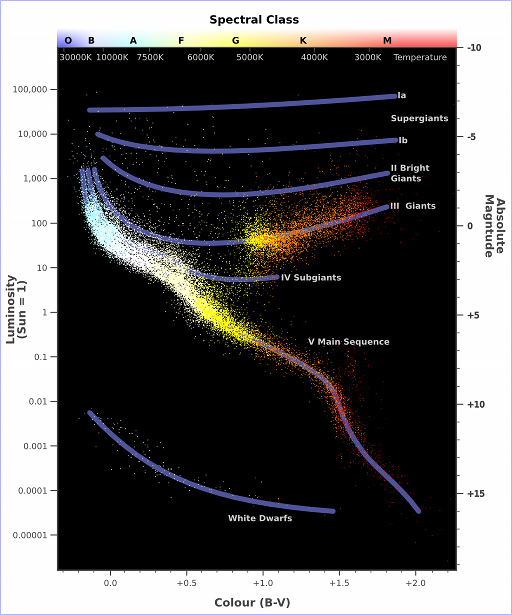 Spectral Class
O B A F G K M
30000K 10000K 7500K 6000K 5000K 4000K 3000K Temperature
-10
Ia
100,000
Supergiants
10,000
-5
Ib
II Bright
Giants
1,000
III Giants
100
0
Absolute
Magntude
10
IV Subgiants
Luminosity
(Sun = 1)
1
+5
V Main Sequence
0.1
0.01
+10
0.001
0.0001
+15
White Dwarfs
0.00001
0.0 +0.5 +1.0 +1.5 +2.0
Colour (B-V)